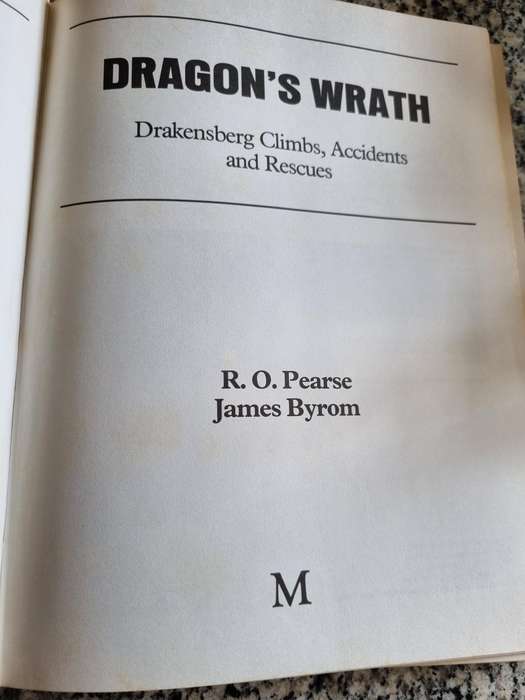 DRAGON'S WRATH
Drakensberg Climbs, Accidents
and Rescues
R. O. Pearse
James Byrom
M